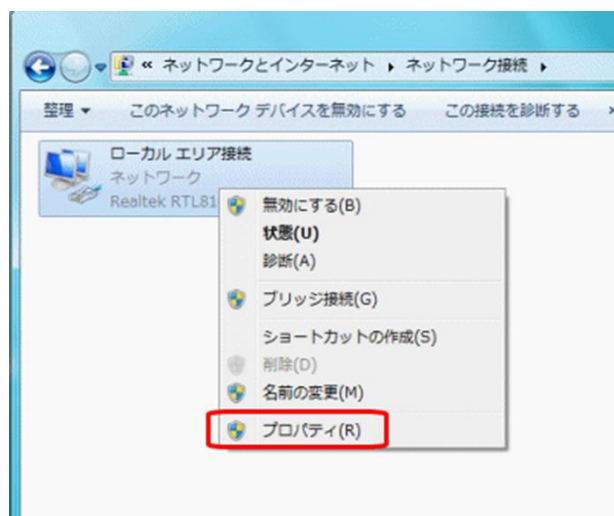 « ネットワークとインターネット ▸ ネットワーク接続 ▸
整理 ▼ このネットワーク デバイスを無効にする この接続を診断する
ローカル エリア接続
ネットワーク
Realtek RTL81
無効にする(B)
状態(U)
診断(A)
ブリッジ接続(G)
ショートカットの作成(S)
削除(D)
名前の変更(M)
プロパティ(R)